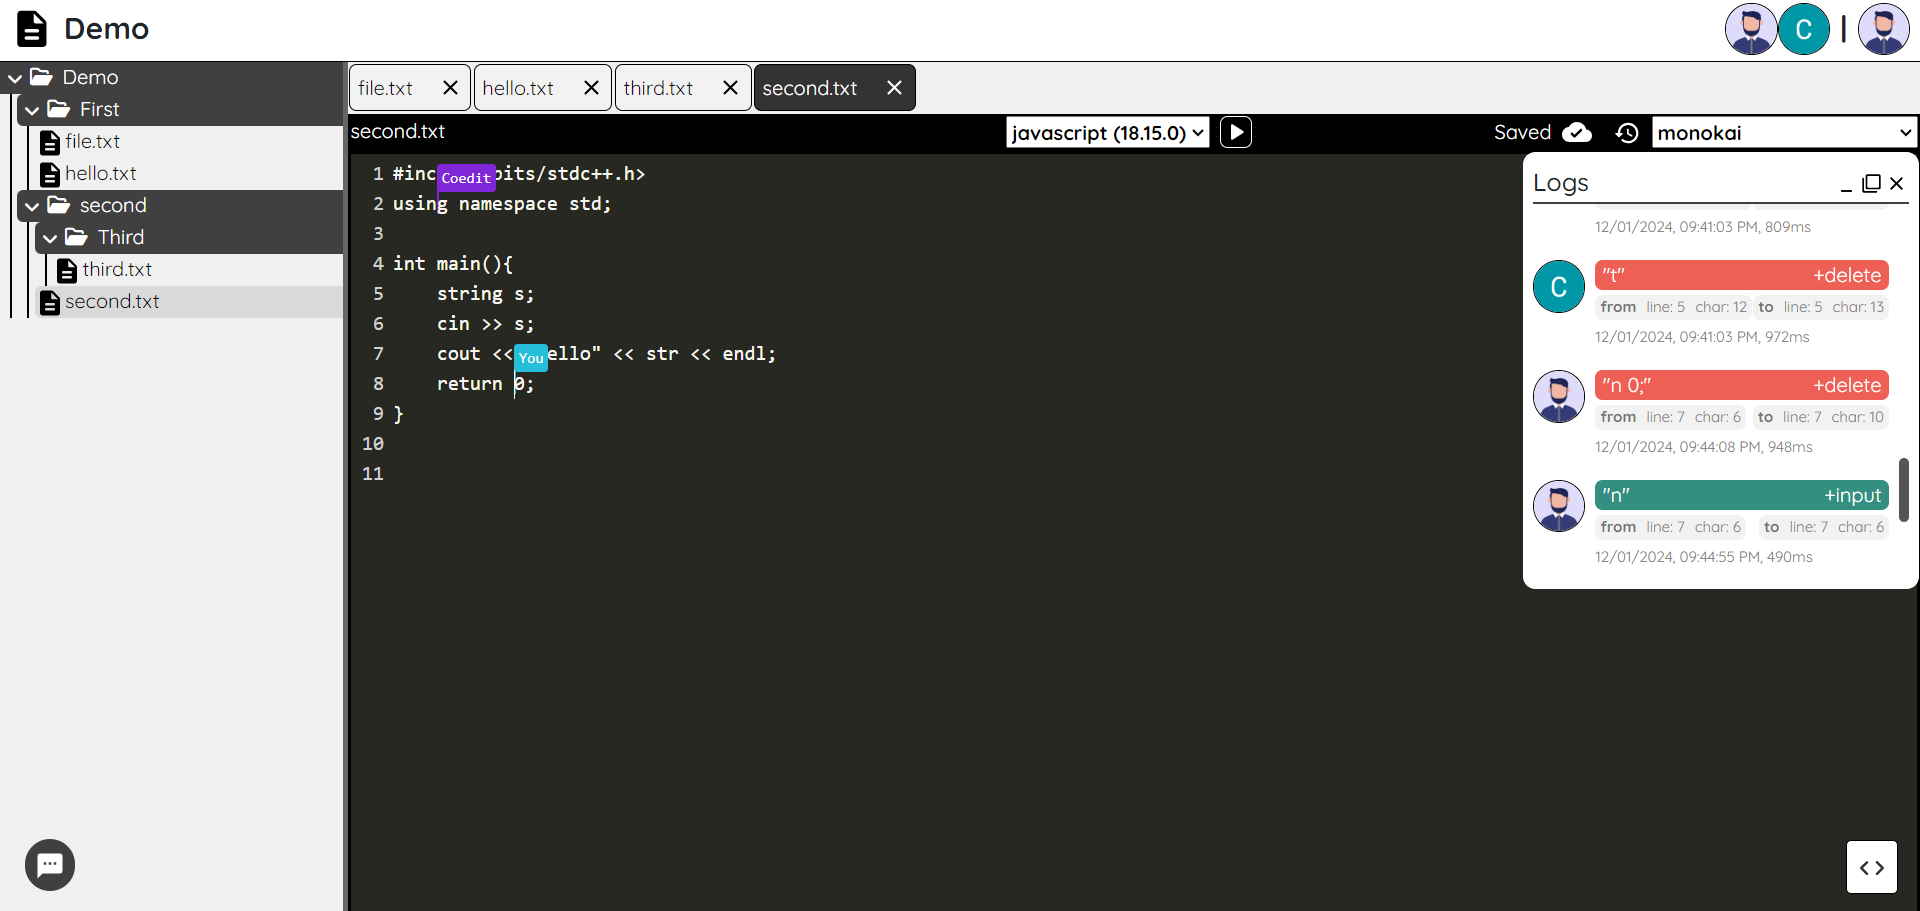 Demo
C
Demo
First
file.txt
hello.txt
second
Third
third.txt
second.txt
file.txt
hello.txt
third.txt
second.txt
second.txt
javascript (18.15.0)
Saved
monokai
1 #inc
Coedit
bits/stdc++.h>
2 using namespace std;
3
4 int main(){
5 string s;
6 cin >> s;
7 cout <<
You
ello" << str << endl;
8 return 0;
9 }
10
11
Logs
12/01/2024, 09:41:03 PM, 809ms
C
"t" +delete
from line: 5 char: 12 to line: 5 char: 13
12/01/2024, 09:41:03 PM, 972ms
"n 0;" +delete
from line: 7 char: 6 to line: 7 char: 10
12/01/2024, 09:44:08 PM, 948ms
"n" +input
from line: 7 char: 6 to line: 7 char: 6
12/01/2024, 09:44:55 PM, 490ms